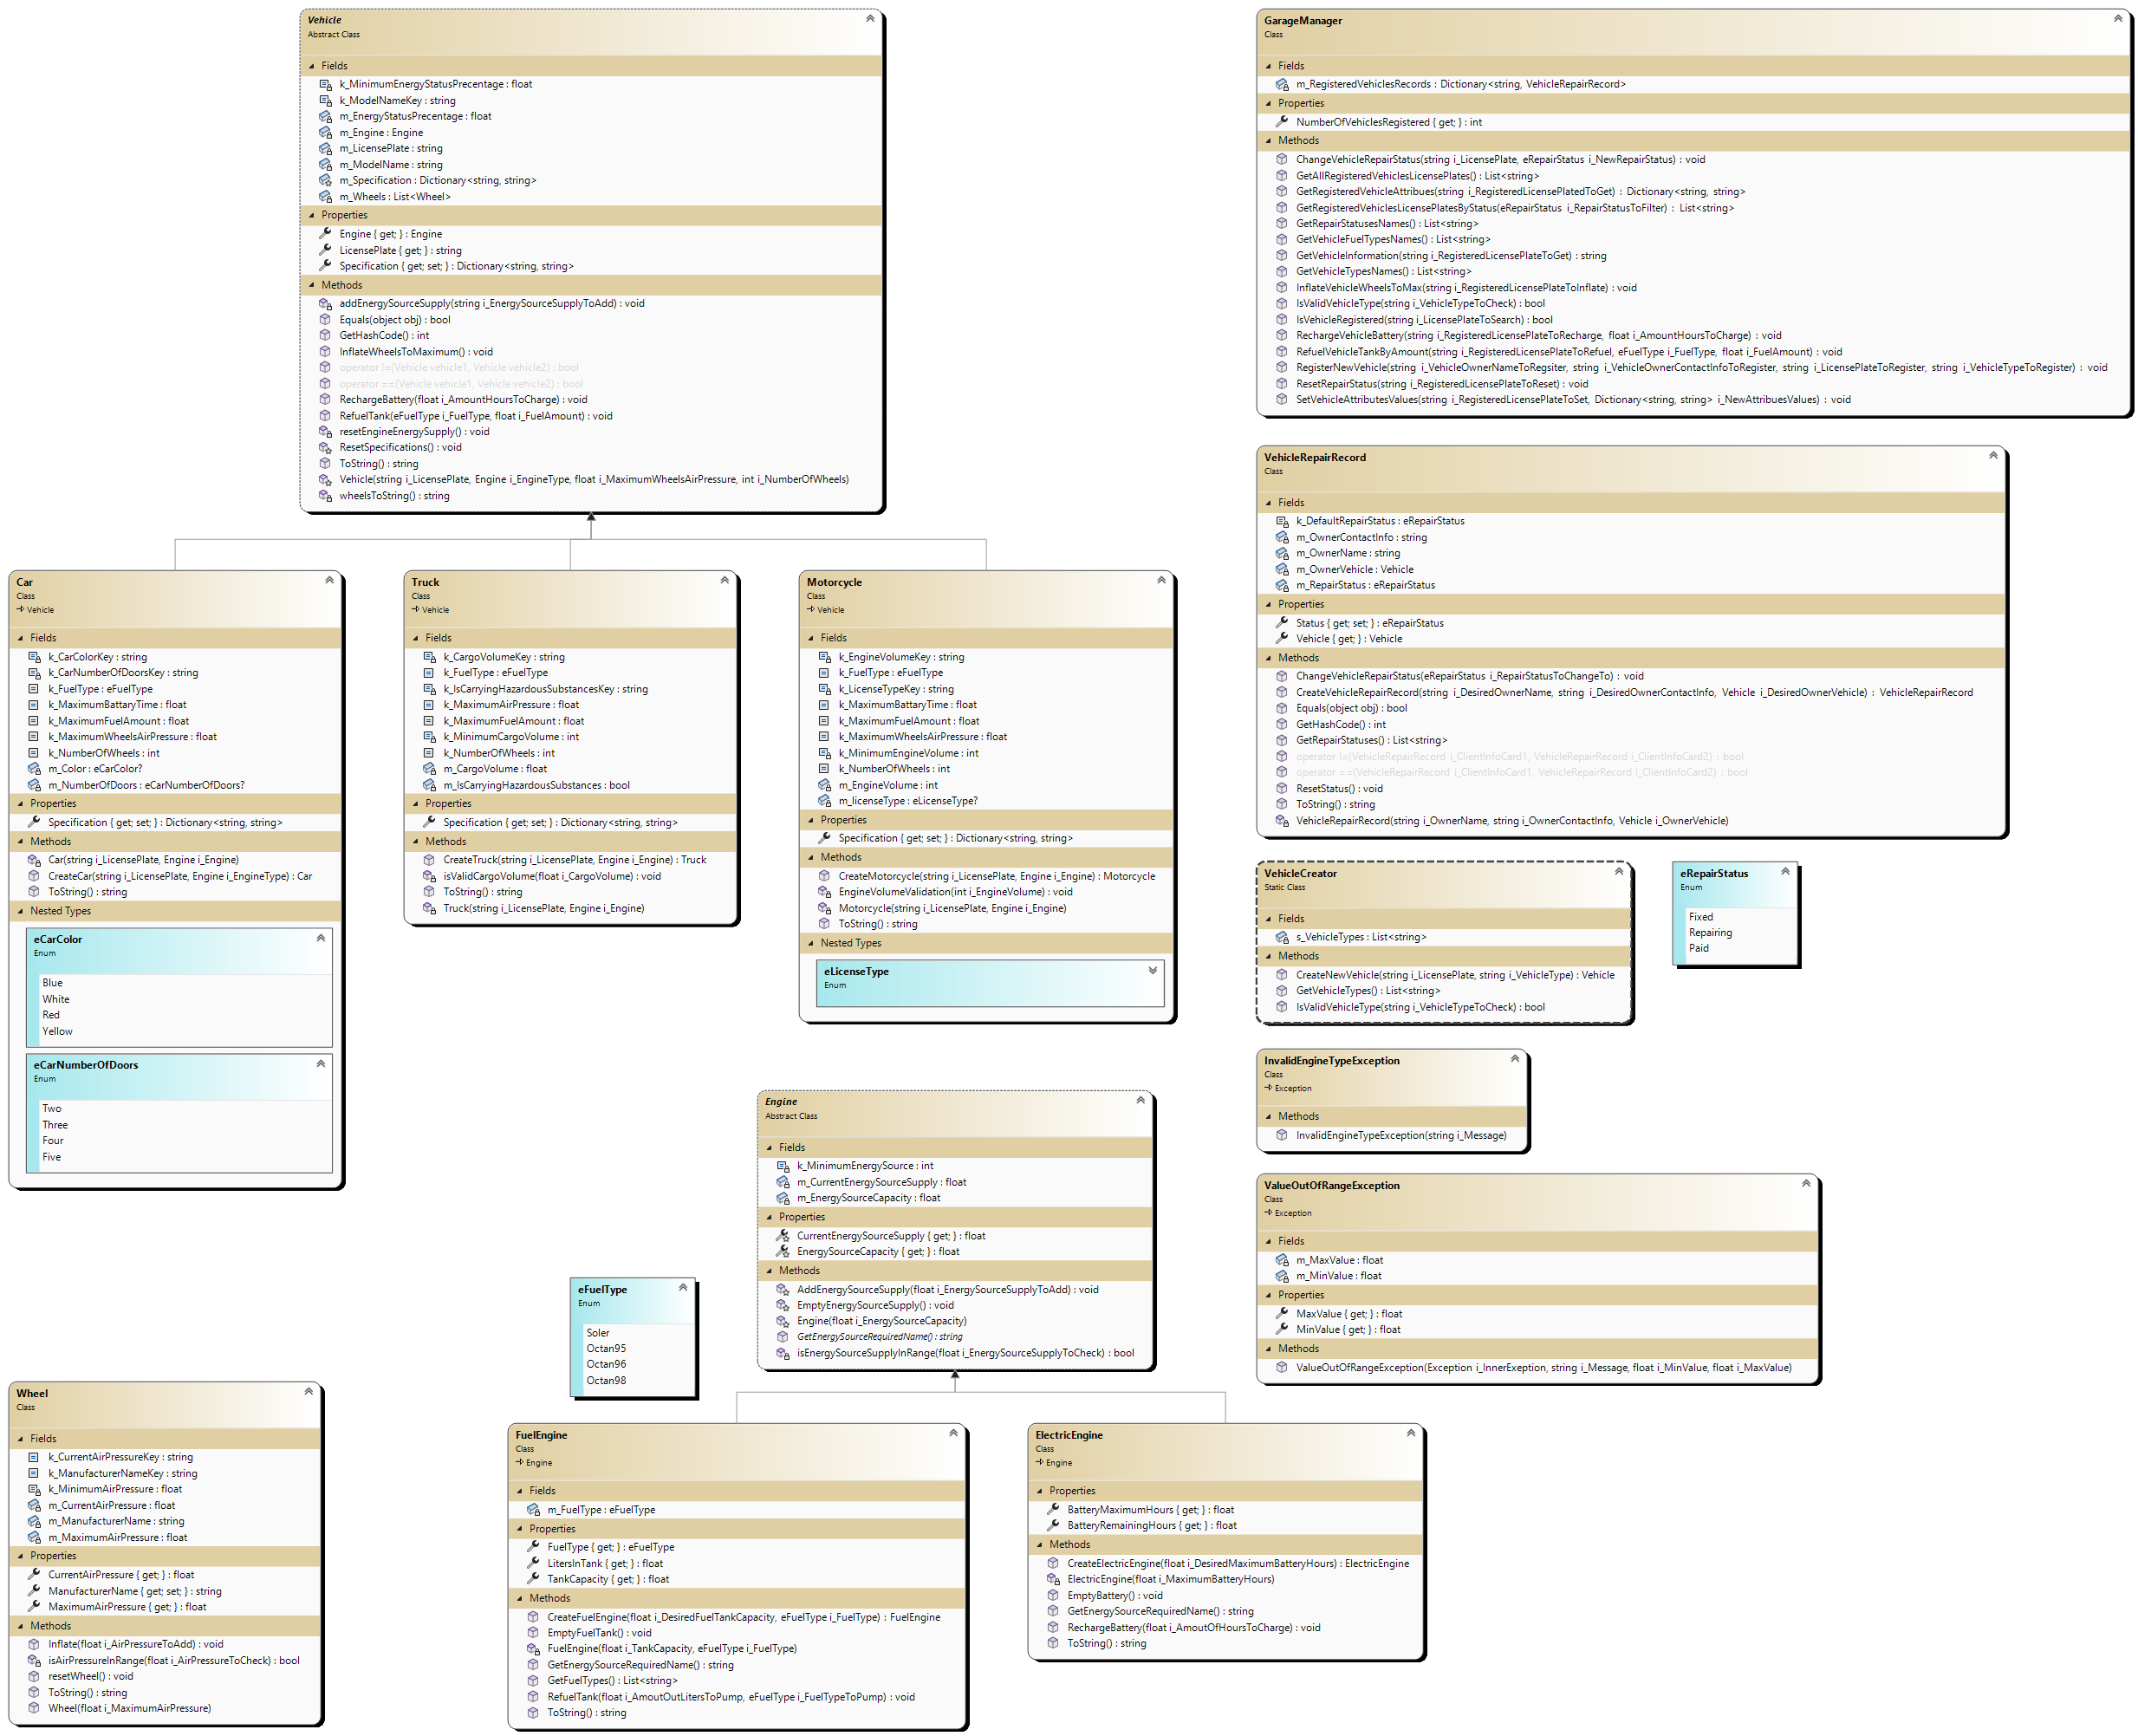 Vehicle
Abstract Class
Fields
k_MinimumEnergyStatusPrecentage : float
k_ModelNameKey : string
m_EnergyStatusPrecentage : float
m_Engine : Engine
m_LicensePlate : string
m_ModelName : string
m_Specification : Dictionary<string, string>
m_Wheels : List<Wheel>
Properties
Engine { get; } : Engine
LicensePlate { get; } : string
Specification { get; set; } : Dictionary<string, string>
Methods
addEnergySourceSupply(string i_EnergySourceSupplyToAdd) : void
Equals(object obj) : bool
GetHashCode() : int
InflateWheelsToMaximum() : void
operator !=(Vehicle vehicle1, Vehicle vehicle2) : bool
operator ==(Vehicle vehicle1, Vehicle vehicle2) : bool
RechargeBattery(float i_AmountHoursToCharge) : void
RefuelTank(eFuelType i_FuelType, float i_FuelAmount) : void
resetEngineEnergySupply() : void
ResetSpecifications() : void
ToString() : string
Vehicle(string i_LicensePlate, Engine i_EngineType, float i_MaximumWheelsAirPressure, int i_NumberOfWheels)
wheelsToString() : string
GarageManager
Class
Fields
m_RegisteredVehiclesRecords : Dictionary<string, VehicleRepairRecord>
Properties
NumberOfVehiclesRegistered { get; } : int
Methods
ChangeVehicleRepairStatus(string i_LicensePlate, eRepairStatus i_NewRepairStatus) : void
GetAllRegisteredVehiclesLicensePlates() : List<string>
GetRegisteredVehicleAttribues(string i_RegisteredLicensePlatedToGet) : Dictionary<string, string>
GetRegisteredVehiclesLicensePlatesByStatus(eRepairStatus i_RepairStatusToFilter) : List<string>
GetRepairStatusesNames() : List<string>
GetVehicleFuelTypesNames() : List<string>
GetVehicleInformation(string i_RegisteredLicensePlateToGet) : string
GetVehicleTypesNames() : List<string>
InflateVehicleWheelsToMax(string i_RegisteredLicensePlateToInflate) : void
IsValidVehicleType(string i_VehicleTypeToCheck) : bool
IsVehicleRegistered(string i_LicensePlateToSearch) : bool
RechargeVehicleBattery(string i_RegisteredLicensePlateToRecharge, float i_AmountHoursToCharge) : void
RefuelVehicleTankByAmount(string i_RegisteredLicensePlateToRefuel, eFuelType i_FuelType, float i_FuelAmount) : void
RegisterNewVehicle(string i_VehicleOwnerNameToRegsiter, string i_VehicleOwnerContactInfoToRegister, string i_LicensePlateToRegister, string i_VehicleTypeToRegister) : void
ResetRepairStatus(string i_RegisteredLicensePlateToReset) : void
SetVehicleAttributesValues(string i_RegisteredLicensePlateToSet, Dictionary<string, string> i_NewAttribuesValues) : void
VehicleRepairRecord
Class
Fields
k_DefaultRepairStatus : eRepairStatus
m_OwnerContactInfo : string
m_OwnerName : string
m_OwnerVehicle : Vehicle
m_RepairStatus : eRepairStatus
Properties
Status { get; set; } : eRepairStatus
Vehicle { get; } : Vehicle
Methods
ChangeVehicleRepairStatus(eRepairStatus i_RepairStatusToChangeTo) : void
CreateVehicleRepairRecord(string i_DesiredOwnerName, string i_DesiredOwnerContactInfo, Vehicle i_DesiredOwnerVehicle) : VehicleRepairRecord
Equals(object obj) : bool
GetHashCode() : int
GetRepairStatuses() : List<string>
operator !=(VehicleRepairRecord i_ClientInfoCard1, VehicleRepairRecord i_ClientInfoCard2) : bool
operator ==(VehicleRepairRecord i_ClientInfoCard1, VehicleRepairRecord i_ClientInfoCard2) : bool
ResetStatus() : void
ToString() : string
VehicleRepairRecord(string i_OwnerName, string i_OwnerContactInfo, Vehicle i_OwnerVehicle)
Car
Class
Vehicle
Fields
k_CarColorKey : string
k_CarNumberOfDoorsKey : string
k_FuelType : eFuelType
k_MaximumBattaryTime : float
k_MaximumFuelAmount : float
k_MaximumWheelsAirPressure : float
k_NumberOfWheels : int
m_Color : eCarColor?
m_NumberOfDoors : eCarNumberOfDoors?
Properties
Specification { get; set; } : Dictionary<string, string>
Methods
Car(string i_LicensePlate, Engine i_Engine)
CreateCar(string i_LicensePlate, Engine i_EngineType) : Car
ToString() : string
Nested Types
eCarColor
Enum
Blue
White
Red
Yellow
eCarNumberOfDoors
Enum
Two
Three
Four
Five
Truck
Class
Vehicle
Fields
k_CargoVolumeKey : string
k_FuelType : eFuelType
k_IsCarryingHazardousSubstancesKey : string
k_MaximumAirPressure : float
k_MaximumFuelAmount : float
k_MinimumCargoVolume : int
k_NumberOfWheels : int
m_CargoVolume : float
m_IsCarryingHazardousSubstances : bool
Properties
Specification { get; set; } : Dictionary<string, string>
Methods
CreateTruck(string i_LicensePlate, Engine i_Engine) : Truck
isValidCargoVolume(float i_CargoVolume) : void
ToString() : string
Truck(string i_LicensePlate, Engine i_Engine)
Motorcycle
Class
Vehicle
Fields
k_EngineVolumeKey : string
k_FuelType : eFuelType
k_LicenseTypeKey : string
k_MaximumBattaryTime : float
k_MaximumFuelAmount : float
k_MaximumWheelsAirPressure : float
k_MinimumEngineVolume : int
k_NumberOfWheels : int
m_EngineVolume : int
m_licenseType : eLicenseType?
Properties
Specification { get; set; } : Dictionary<string, string>
Methods
CreateMotorcycle(string i_LicensePlate, Engine i_Engine) : Motorcycle
EngineVolumeValidation(int i_EngineVolume) : void
Motorcycle(string i_LicensePlate, Engine i_Engine)
ToString() : string
Nested Types
eLicenseType
Enum
VehicleCreator
Static Class
Fields
s_VehicleTypes : List<string>
Methods
CreateNewVehicle(string i_LicensePlate, string i_VehicleType) : Vehicle
GetVehicleTypes() : List<string>
IsValidVehicleType(string i_VehicleTypeToCheck) : bool
eRepairStatus
Enum
Fixed
Repairing
Paid
InvalidEngineTypeException
Class
Exception
Methods
InvalidEngineTypeException(string i_Message)
ValueOutOfRangeException
Class
Exception
Fields
m_MaxValue : float
m_MinValue : float
Properties
MaxValue { get; } : float
MinValue { get; } : float
Methods
ValueOutOfRangeException(Exception i_InnerExeption, string i_Message, float i_MinValue, float i_MaxValue)
Engine
Abstract Class
Fields
k_MinimumEnergySource : int
m_CurrentEnergySourceSupply : float
m_EnergySourceCapacity : float
Properties
CurrentEnergySourceSupply { get; } : float
EnergySourceCapacity { get; } : float
Methods
AddEnergySourceSupply(float i_EnergySourceSupplyToAdd) : void
EmptyEnergySourceSupply() : void
Engine(float i_EnergySourceCapacity)
GetEnergySourceRequiredName() : string
isEnergySourceSupplyInRange(float i_EnergySourceSupplyToCheck) : bool
eFuelType
Enum
Soler
Octan95
Octan96
Octan98
Wheel
Class
Fields
k_CurrentAirPressureKey : string
k_ManufacturerNameKey : string
k_MinimumAirPressure : float
m_CurrentAirPressure : float
m_ManufacturerName : string
m_MaximumAirPressure : float
Properties
CurrentAirPressure { get; } : float
ManufacturerName { get; set; } : string
MaximumAirPressure { get; } : float
Methods
Inflate(float i_AirPressureToAdd) : void
isAirPressureInRange(float i_AirPressureToCheck) : bool
resetWheel() : void
ToString() : string
Wheel(float i_MaximumAirPressure)
FuelEngine
Class
Engine
Fields
m_FuelType : eFuelType
Properties
FuelType { get; } : eFuelType
LitersInTank { get; } : float
TankCapacity { get; } : float
Methods
CreateFuelEngine(float i_DesiredFuelTankCapacity, eFuelType i_FuelType) : FuelEngine
EmptyFuelTank() : void
FuelEngine(float i_TankCapacity, eFuelType i_FuelType)
GetEnergySourceRequiredName() : string
GetFuelTypes() : List<string>
RefuelTank(float i_AmoutOutLitersToPump, eFuelType i_FuelTypeToPump) : void
ToString() : string
ElectricEngine
Class
Engine
Properties
BatteryMaximumHours { get; } : float
BatteryRemainingHours { get; } : float
Methods
CreateElectricEngine(float i_DesiredMaximumBatteryHours) : ElectricEngine
ElectricEngine(float i_MaximumBatteryHours)
EmptyBattery() : void
GetEnergySourceRequiredName() : string
RechargeBattery(float i_AmoutOfHoursToCharge) : void
ToString() : string